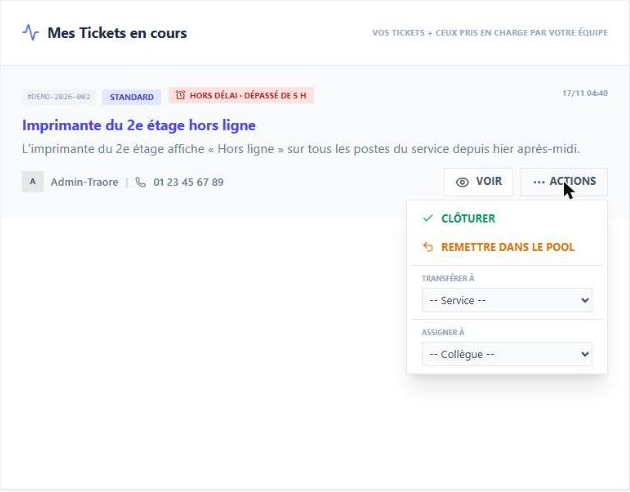 Mes Tickets en cours
VOS TICKETS + CEUX PRIS EN CHARGE PAR VOTRE ÉQUIPE
#DEMO-2026-002 STANDARD HORS DÉLAI · DÉPASSÉ DE 5 H 17/11 04:40
Imprimante du 2e étage hors ligne
L'imprimante du 2e étage affiche « Hors ligne » sur tous les postes du service depuis hier après-midi.
A Admin-Traore | 01 23 45 67 89 VOIR ··· ACTIONS
CLÔTURER
REMETTRE DANS LE POOL
TRANSFÉRER À
-- Service --
ASSIGNER À
-- Collègue --